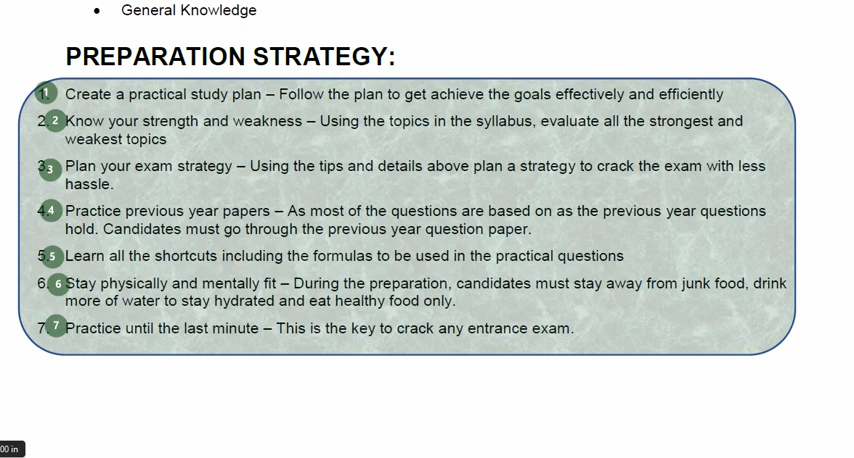 • General Knowledge
PREPARATION STRATEGY:
1. 1 Create a practical study plan – Follow the plan to get achieve the goals effectively and efficiently
2. 2 Know your strength and weakness – Using the topics in the syllabus, evaluate all the strongest and
weakest topics
3. 3 Plan your exam strategy – Using the tips and details above plan a strategy to crack the exam with less
hassle.
4. 4 Practice previous year papers – As most of the questions are based on as the previous year questions
hold. Candidates must go through the previous year question paper.
5. 5 Learn all the shortcuts including the formulas to be used in the practical questions
6. 6 Stay physically and mentally fit – During the preparation, candidates must stay away from junk food, drink
more of water to stay hydrated and eat healthy food only.
7. 7 Practice until the last minute – This is the key to crack any entrance exam.
00 in